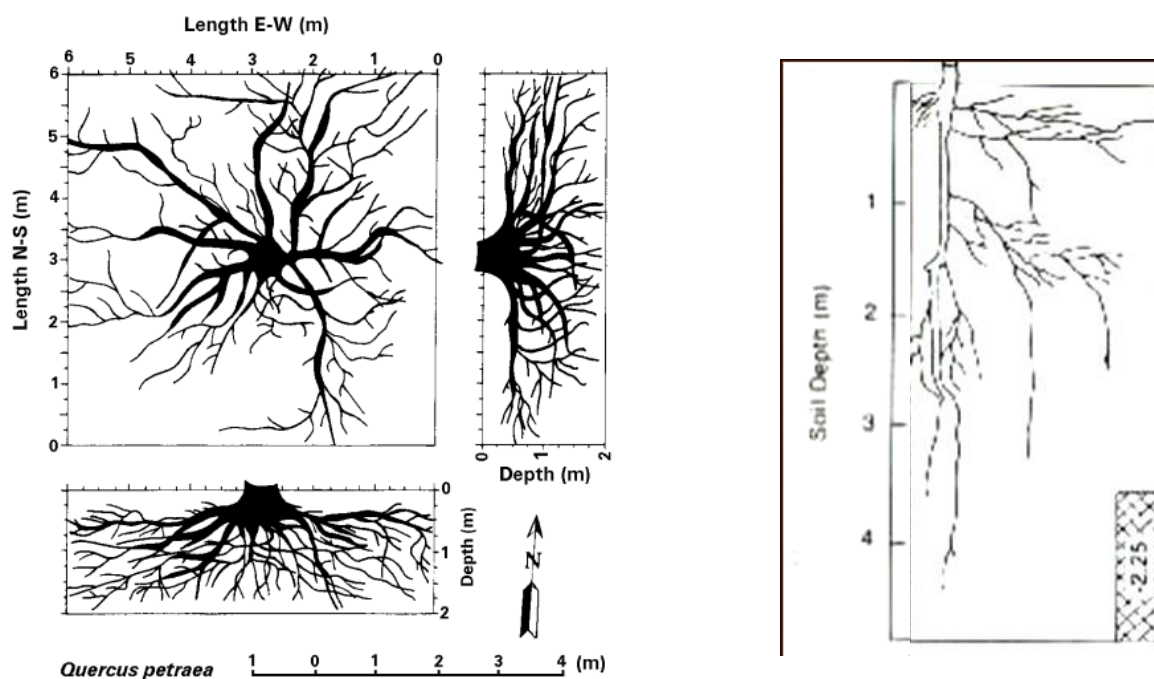 Length E-W (m)
6 5 4 3 2 1 0
6
5
4
3
2
1
0
Length N-S (m)
0 1 2
Depth (m)
0
1
2
Depth (m)
N
Quercus petraea
1 0 1 2 3 4 (m)
Soil Depth (m)
1
2
3
4
-2.25